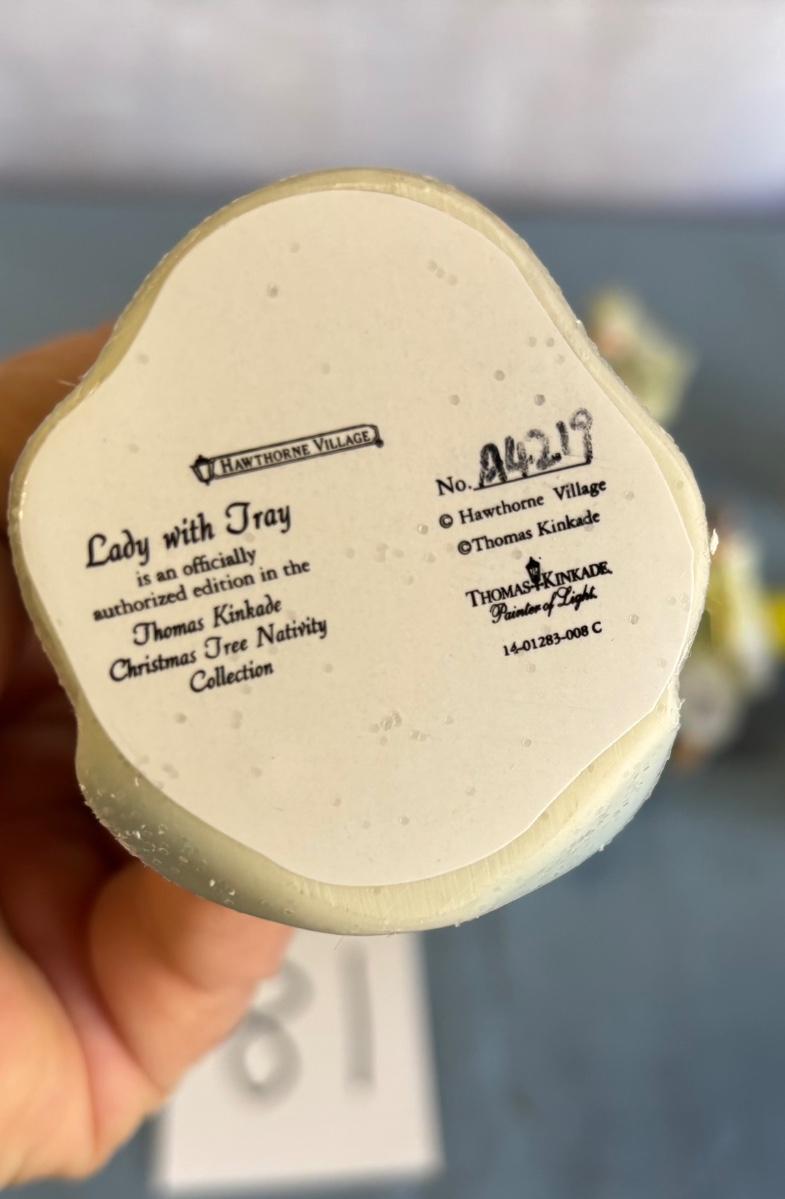 HAWTHORNE VILLAGE
Lady with Tray
is an officially
authorized edition in the
Thomas Kinkade
Christmas Tree Nativity
Collection
No. A4219
© Hawthorne Village
©Thomas Kinkade
THOMAS KINKADE
Painter of Light
14-01283-008 C
81